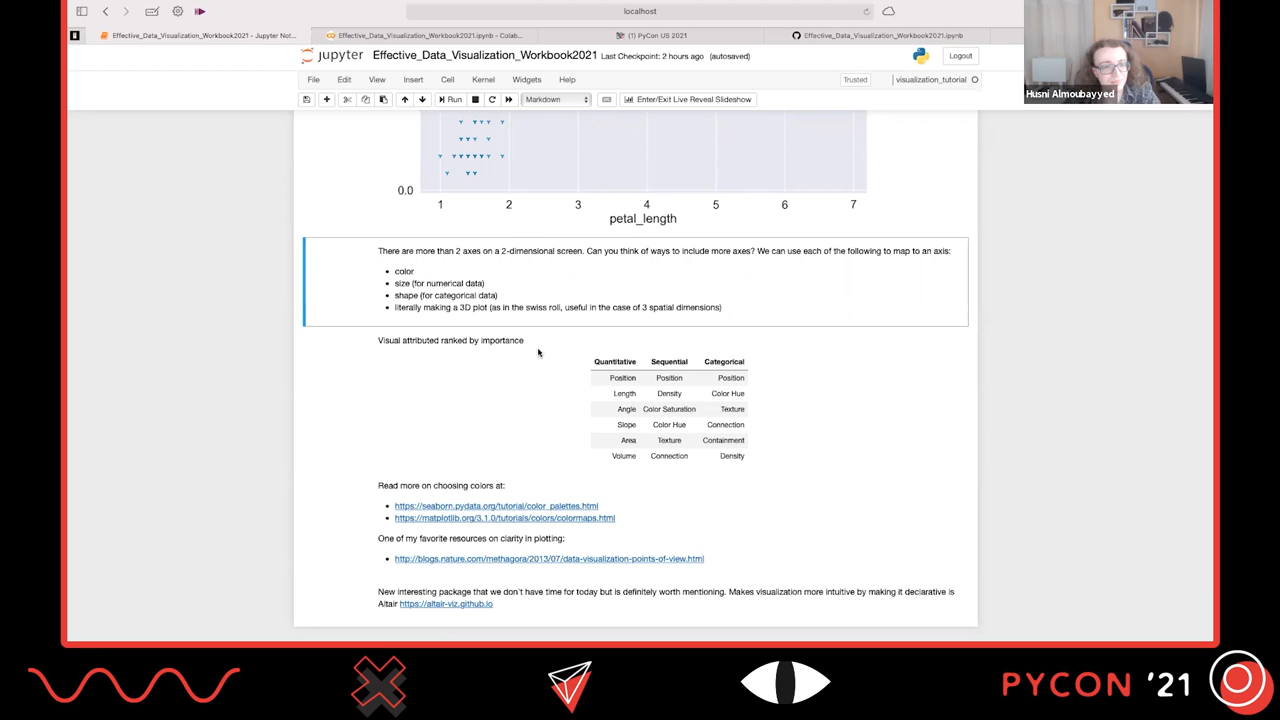 localhost
Effective_Data_Visualization_Workbook2021 - Jupyter Not...
Effective_Data_Visualization_Workbook2021.ipynb - Colab...
(1) PyCon US 2021
Effective_Data_Visualization_Workbook2021.ipynb
jupyter Effective_Data_Visualization_Workbook2021 Last Checkpoint: 2 hours ago (autosaved)
Logout
File Edit View Insert Cell Kernel Widgets Help
Trusted
visualization_tutorial
Run Markdown Enter/Exit Live Reveal Slideshow
Husni Almoubayyed
0.0
1 2 3 4 5 6 7
petal_length
There are more than 2 axes on a 2-dimensional screen. Can you think of ways to include more axes? We can use each of the following to map to an axis:
• color
• size (for numerical data)
• shape (for categorical data)
• literally making a 3D plot (as in the swiss roll, useful in the case of 3 spatial dimensions)
Visual attributed ranked by importance
Quantitative Sequential Categorical
Position Position Position
Length Density Color Hue
Angle Color Saturation Texture
Slope Color Hue Connection
Area Texture Containment
Volume Connection Density
Read more on choosing colors at:
• https://seaborn.pydata.org/tutorial/color_palettes.html
• https://matplotlib.org/3.1.0/tutorials/colors/colormaps.html
One of my favorite resources on clarity in plotting:
• http://blogs.nature.com/methagora/2013/07/data-visualization-points-of-view.html
New interesting package that we don't have time for today but is definitely worth mentioning. Makes visualization more intuitive by making it declarative is
Altair https://altair-viz.github.io
PYCON '21